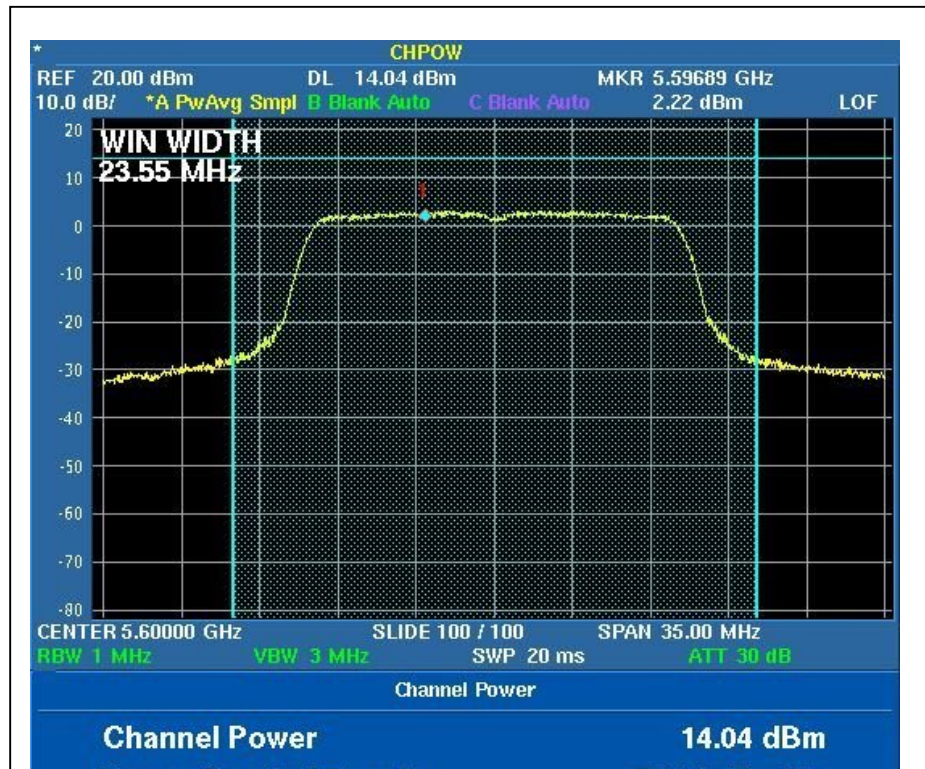 *
CHPOW
REF 20.00 dBm DL 14.04 dBm MKR 5.59689 GHz
10.0 dB/ *A PwAvg Smpl B Blank Auto C Blank Auto 2.22 dBm LOF
WIN WIDTH
23.55 MHz
1
20
10
0
-10
-20
-30
-40
-50
-60
-70
-80
CENTER 5.60000 GHz SLIDE 100 / 100 SPAN 35.00 MHz
RBW 1 MHz VBW 3 MHz SWP 20 ms ATT 30 dB
Channel Power
Channel Power 14.04 dBm